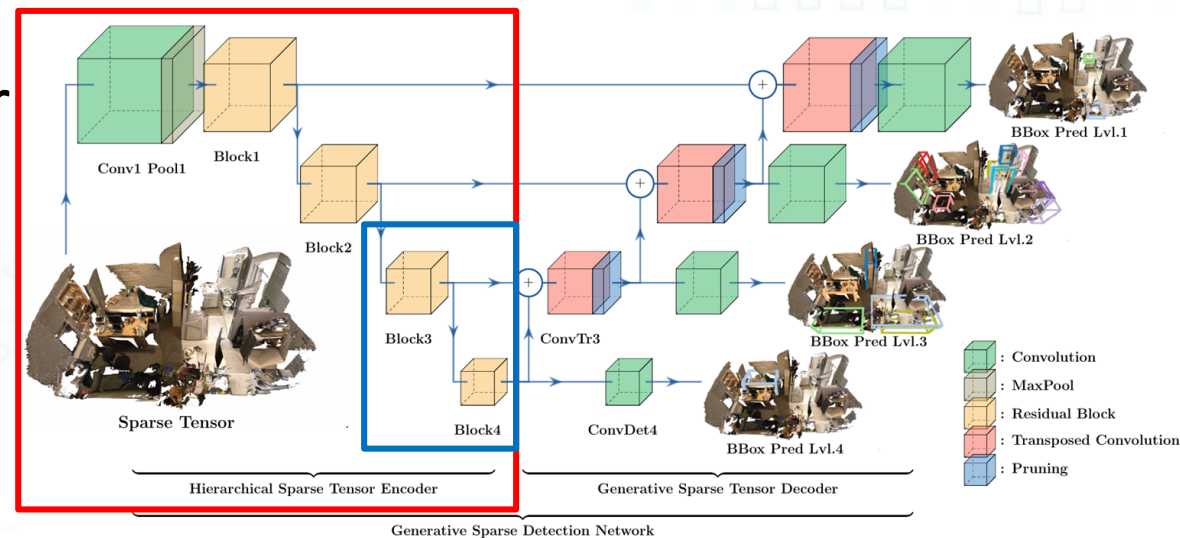 r
Conv1 Pool1
Block1
BBox Pred Lvl.1
Block2
BBox Pred Lvl.2
Block3
ConvTr3
BBox Pred Lvl.3
: Convolution
: MaxPool
Sparse Tensor
Block4
ConvDet4
BBox Pred Lvl.4
: Residual Block
: Transposed Convolution
: Pruning
Hierarchical Sparse Tensor Encoder
Generative Sparse Tensor Decoder
Generative Sparse Detection Network